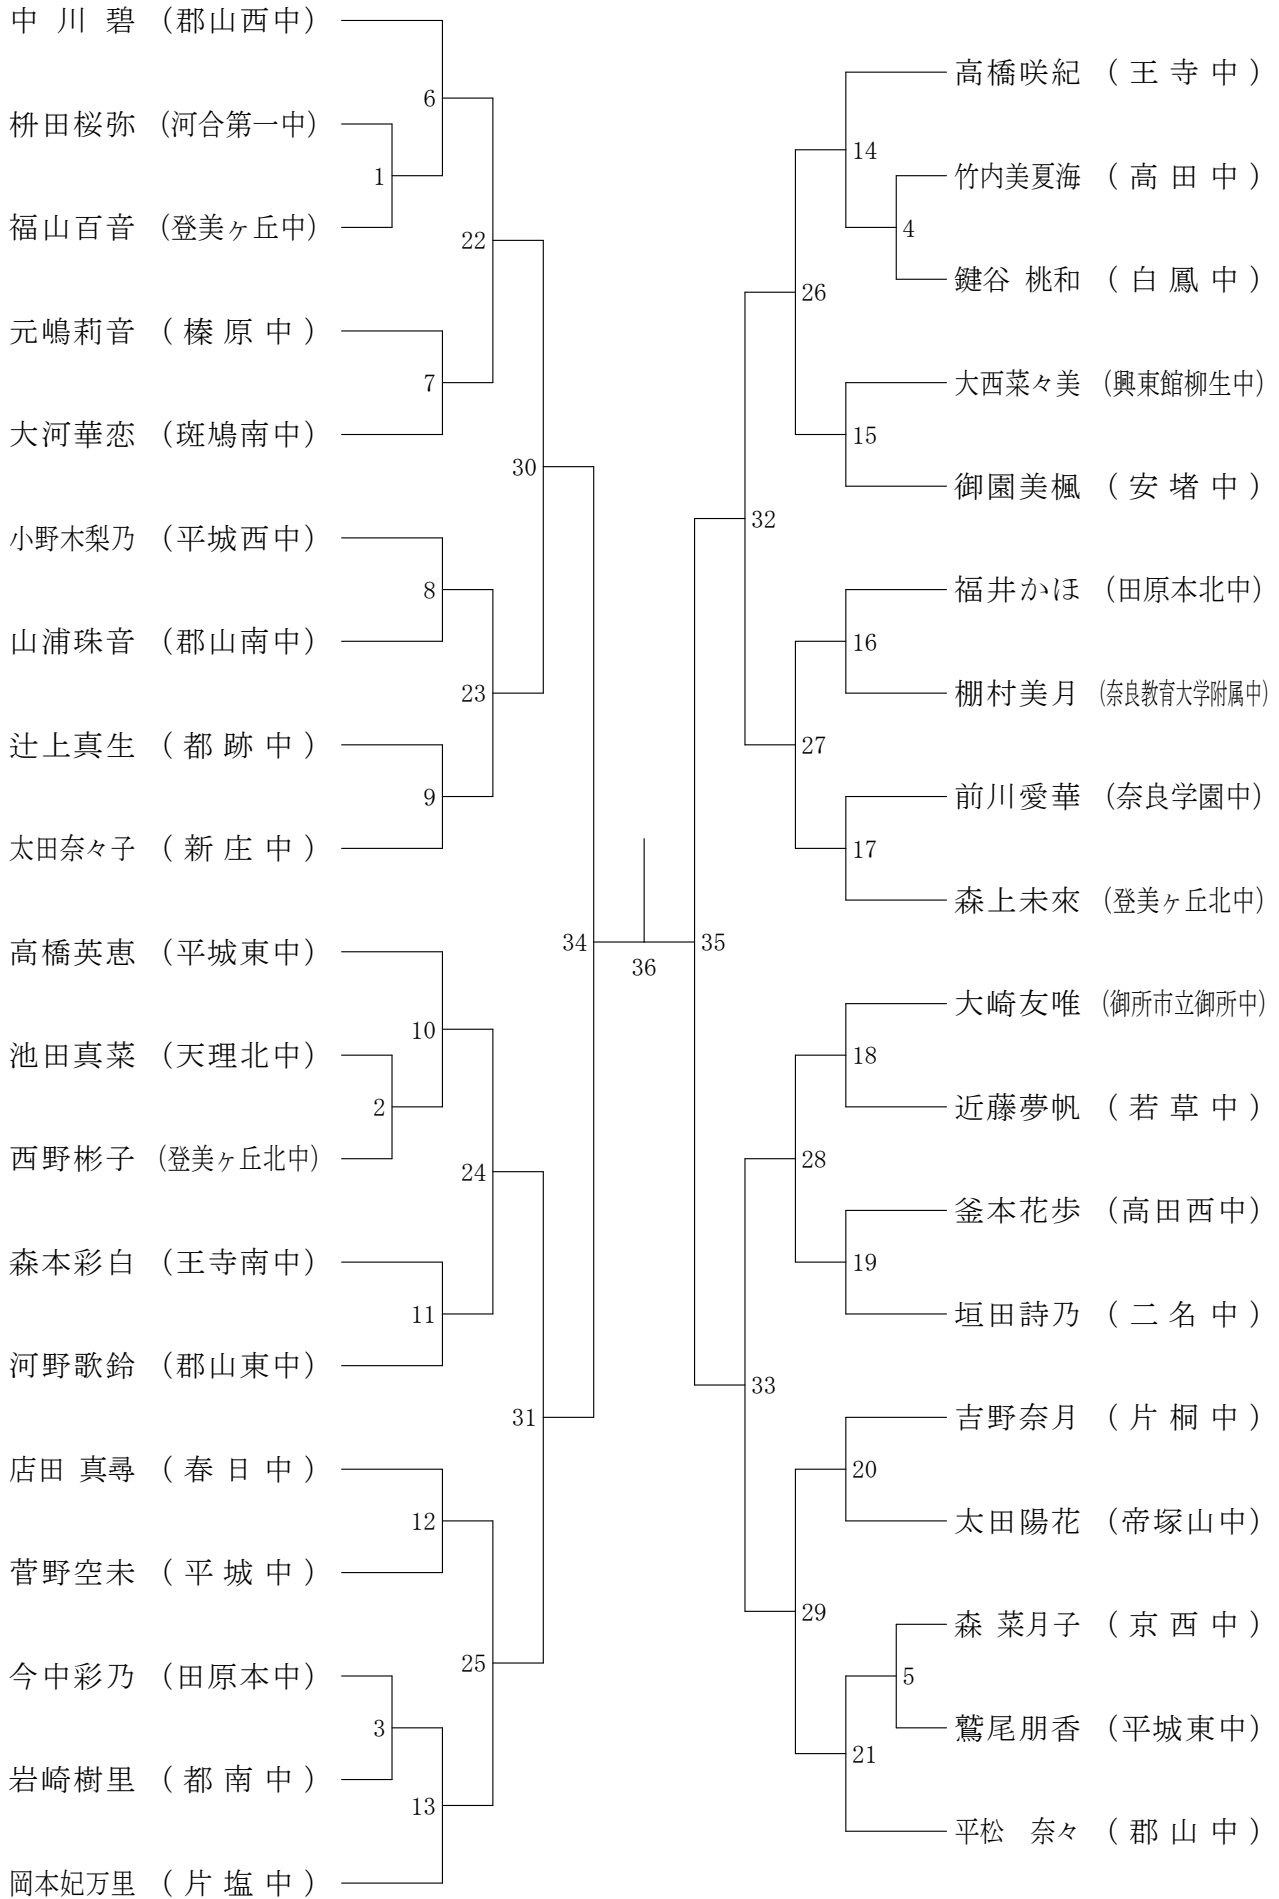 中川碧 (郡山西中)
枡田桜弥 (河合第一中)
福山百音 (登美ヶ丘中)
元嶋莉音 (榛原中)
大河華恋 (斑鳩南中)
小野木梨乃 (平城西中)
山浦珠音 (郡山南中)
辻上真生 (都跡中)
太田奈々子 (新庄中)
高橋英恵 (平城東中)
池田真菜 (天理北中)
西野彬子 (登美ヶ丘北中)
森本彩白 (王寺南中)
河野歌鈴 (郡山東中)
店田 真尋 (春日中)
菅野空未 (平城中)
今中彩乃 (田原本中)
岩崎樹里 (都南中)
岡本妃万里 (片塩中)
6
1
22
7
30
8
23
9
34
10
2
24
11
31
12
25
3
13
36
35
高橋咲紀 (王寺中)
竹内美夏海 (高田中)
鍵谷 桃和 (白鳳中)
大西菜々美 (興東館柳生中)
御園美楓 (安堵中)
福井かほ (田原本北中)
棚村美月 (奈良教育大学附属中)
前川愛華 (奈良学園中)
森上未來 (登美ヶ丘北中)
大崎友唯 (御所市立御所中)
近藤夢帆 (若草中)
釜本花歩 (高田西中)
垣田詩乃 (二名中)
吉野奈月 (片桐中)
太田陽花 (帝塚山中)
森 菜月子 (京西中)
鷲尾朋香 (平城東中)
平松 奈々 (郡山中)
14
4
26
15
32
16
27
17
18
28
19
33
20
29
5
21